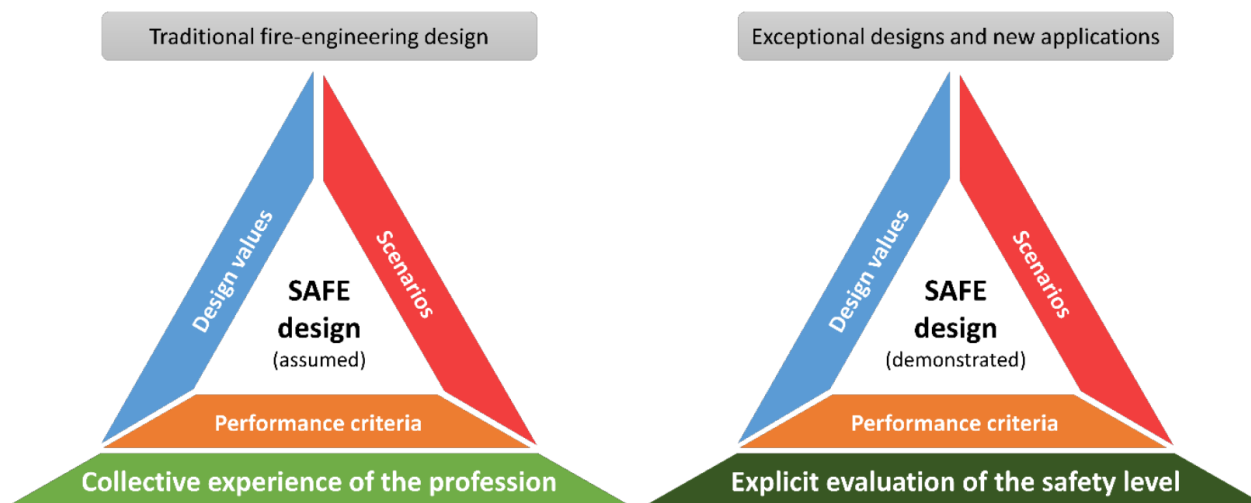 Traditional fire-engineering design
Design values
Scenarios
SAFE
design
(assumed)
Performance criteria
Collective experience of the profession
Exceptional designs and new applications
Design values
Scenarios
SAFE
design
(demonstrated)
Performance criteria
Explicit evaluation of the safety level